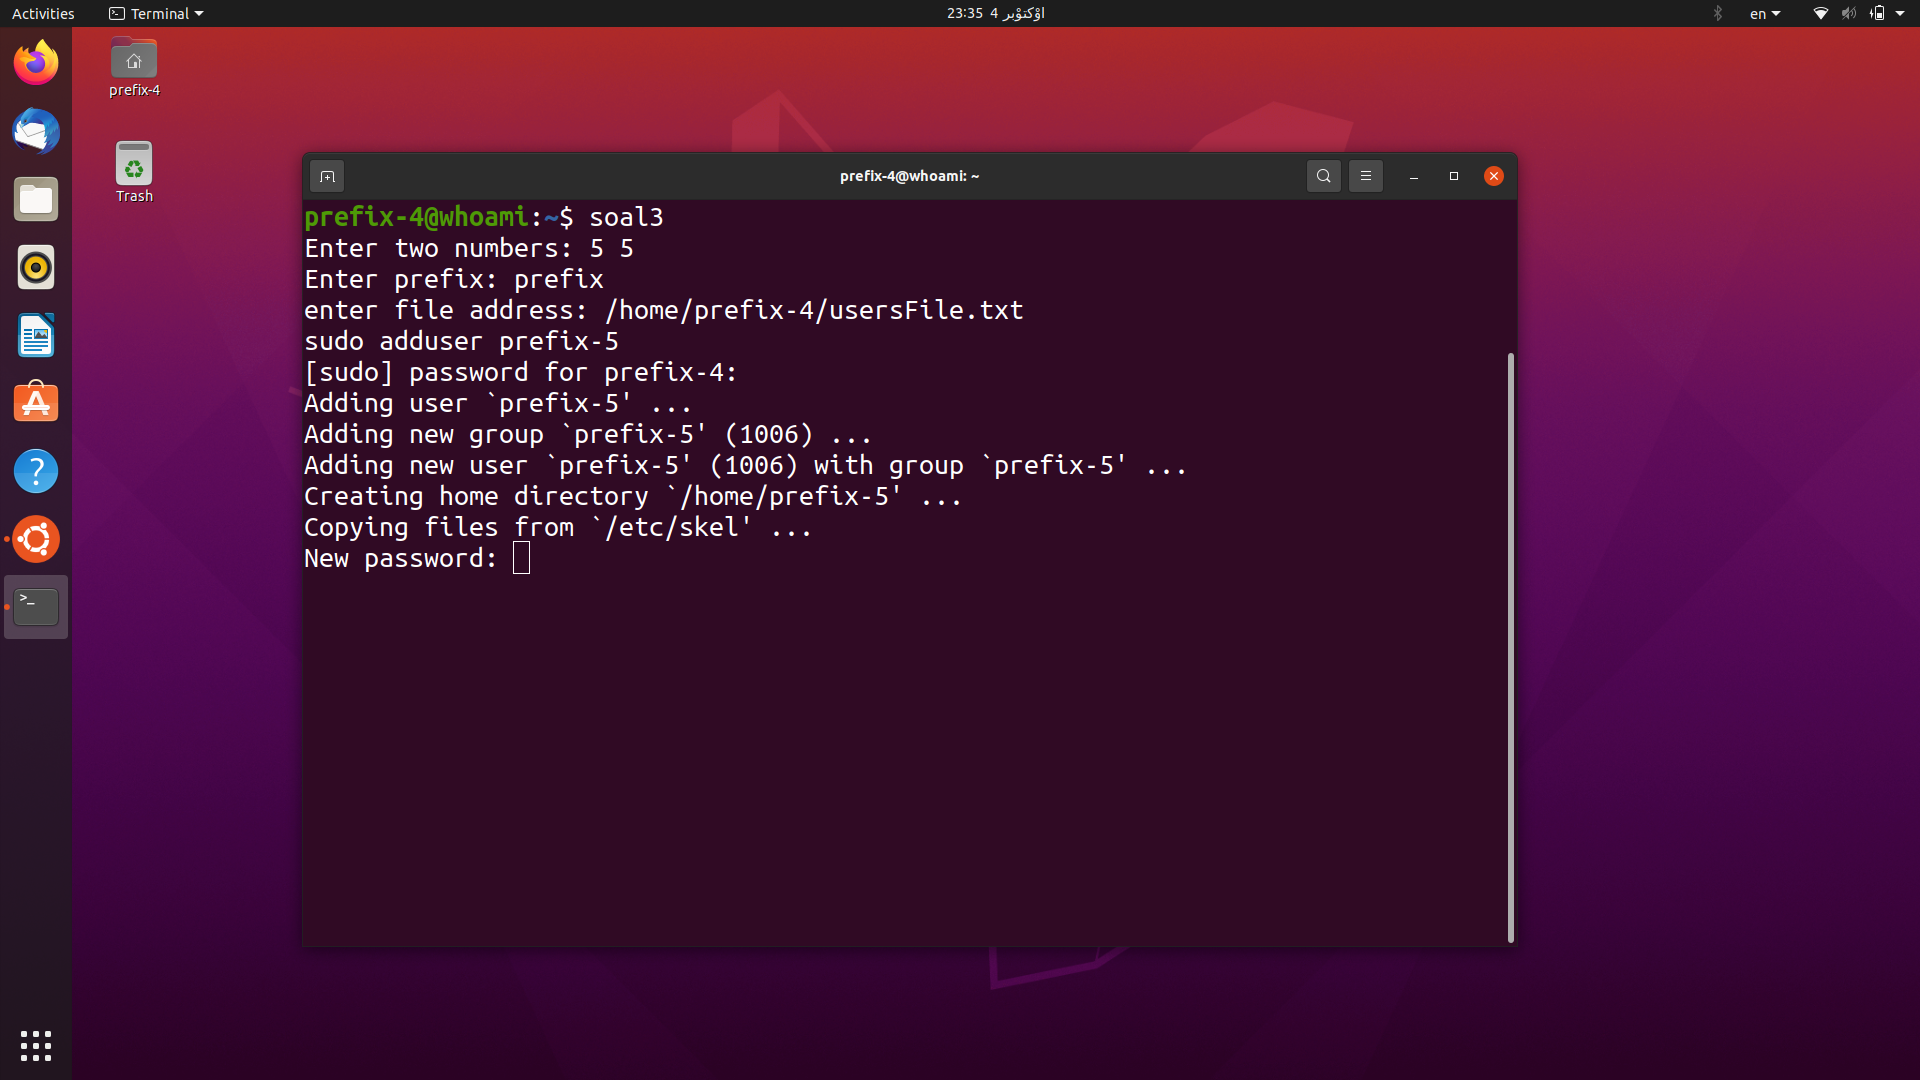 Activities
Terminal
23:35 4 اؤکتوْبر
en
prefix-4
Trash
prefix-4@whoami: ~
prefix-4@whoami:~$ soal3
Enter two numbers: 5 5
Enter prefix: prefix
enter file address: /home/prefix-4/usersFile.txt
sudo adduser prefix-5
[sudo] password for prefix-4:
Adding user `prefix-5' ...
Adding new group `prefix-5' (1006) ...
Adding new user `prefix-5' (1006) with group `prefix-5' ...
Creating home directory `/home/prefix-5' ...
Copying files from `/etc/skel' ...
New password: